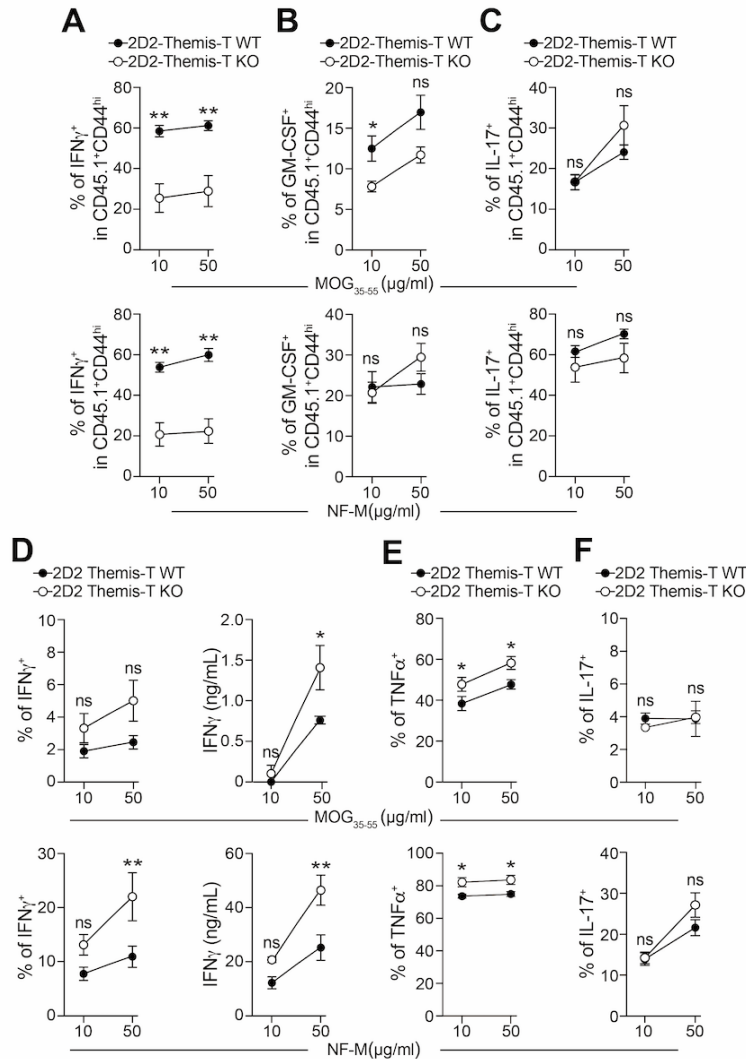 A
2D2-Themis-T WT
2D2-Themis-T KO
% of IFNγ⁺
in CD45.1⁺CD44ʰⁱ
80
60
40
20
0
**
**
10
50
B
2D2-Themis-T WT
2D2-Themis-T KO
% of GM-CSF⁺
in CD45.1⁺CD44ʰⁱ
20
15
10
5
0
*
ns
10
50
C
2D2-Themis-T WT
2D2-Themis-T KO
% of IL-17⁺
in CD45.1⁺CD44ʰⁱ
40
30
20
10
0
ns
ns
10
50
MOG₃₅₋₅₅ (µg/ml)
% of IFNγ⁺
in CD45.1⁺CD44ʰⁱ
80
60
40
20
0
**
**
10
50
% of GM-CSF⁺
in CD45.1⁺CD44ʰⁱ
40
30
20
10
0
ns
ns
10
50
% of IL-17⁺
in CD45.1⁺CD44ʰⁱ
80
60
40
20
0
ns
ns
10
50
NF-M(µg/ml)
D
2D2 Themis-T WT
2D2 Themis-T KO
% of IFNγ⁺
10
8
6
4
2
0
ns
ns
10
50
IFNγ (ng/mL)
2.0
1.5
1.0
0.5
0.0
ns
*
10
50
E
2D2 Themis-T WT
2D2 Themis-T KO
% of TNFα⁺
80
60
40
20
0
*
*
10
50
F
2D2 Themis-T WT
2D2 Themis-T KO
% of IL-17⁺
10
8
6
4
2
0
ns
ns
10
50
MOG₃₅₋₅₅ (µg/ml)
% of IFNγ⁺
30
20
10
0
ns
**
10
50
IFNγ (ng/mL)
60
40
20
0
ns
**
10
50
% of TNFα⁺
100
80
60
40
20
0
*
*
10
50
% of IL-17⁺
40
30
20
10
0
ns
ns
10
50
NF-M(µg/ml)